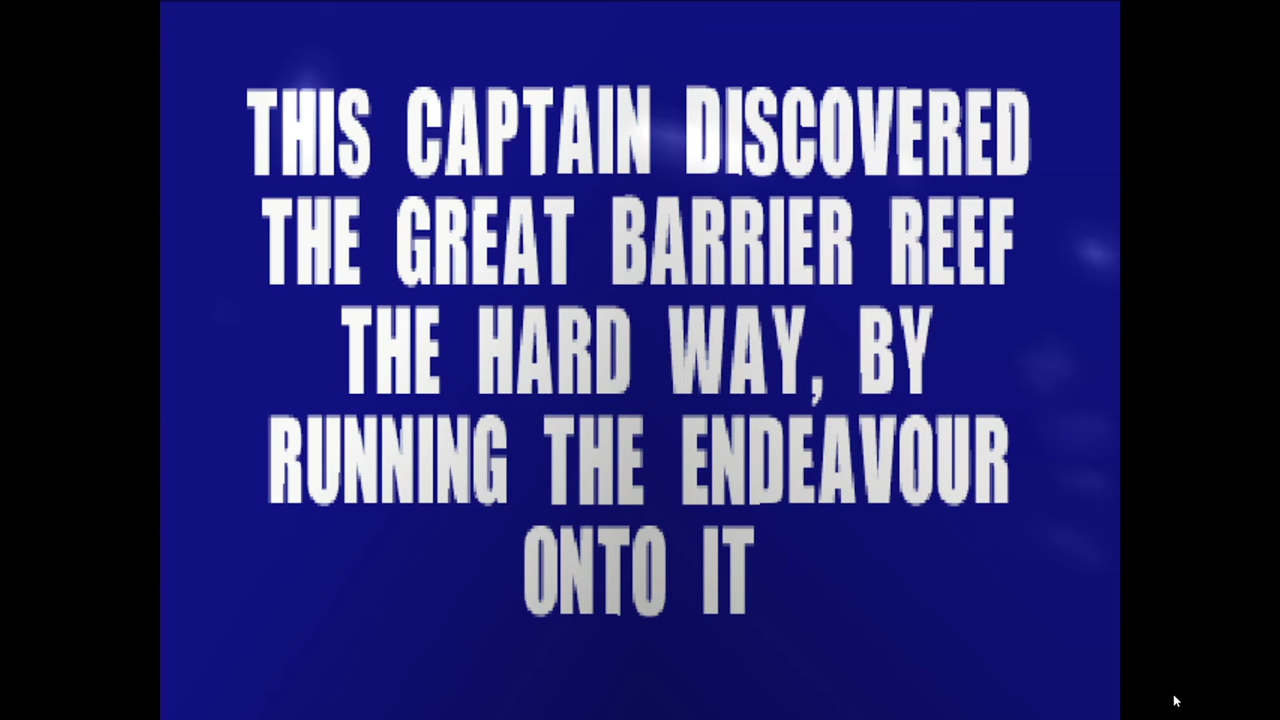 THIS CAPTAIN DISCOVERED
THE GREAT BARRIER REEF
THE HARD WAY, BY
RUNNING THE ENDEAVOUR
ONTO IT